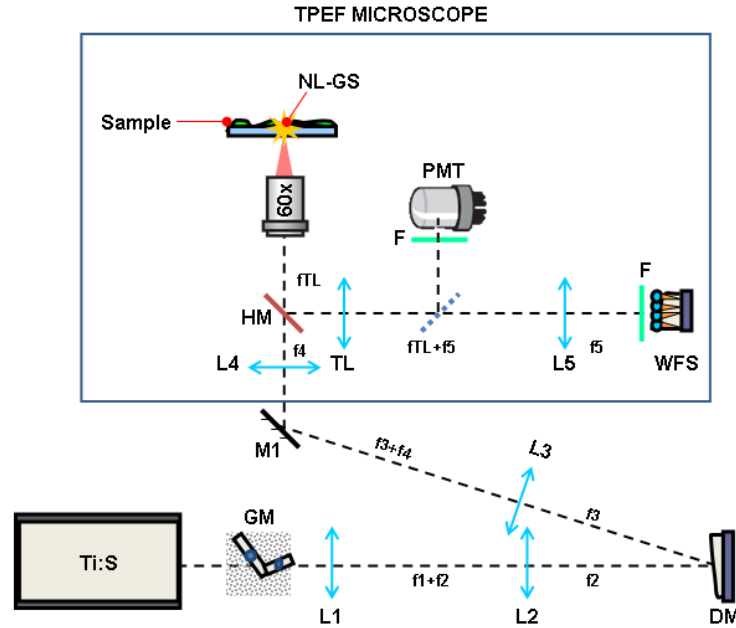 TPEF MICROSCOPE
NL-GS
Sample
PMT
60x
F
F
fTL
HM
fTL+f5
f4
L4
TL
L5
f5
WFS
M1
f3+f4
L3
GM
f3
Ti:S
f1+f2
f2
L1
L2
DM